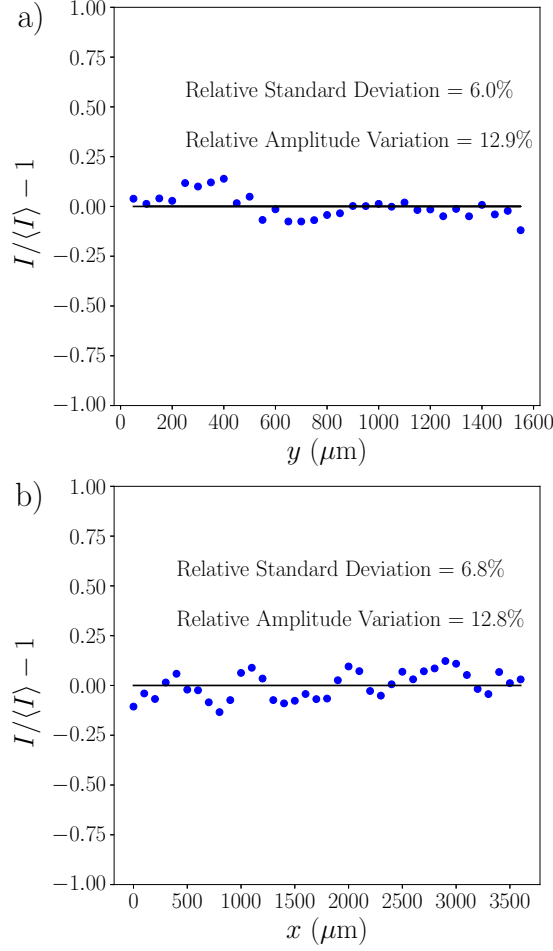 a)
1.00
0.75
0.50
0.25
0.00
−0.25
−0.50
−0.75
−1.00
I/⟨I⟩ − 1
Relative Standard Deviation = 6.0%
Relative Amplitude Variation = 12.9%
0 200 400 600 800 1000 1200 1400 1600
y (μm)
b)
1.00
0.75
0.50
0.25
0.00
−0.25
−0.50
−0.75
−1.00
I/⟨I⟩ − 1
Relative Standard Deviation = 6.8%
Relative Amplitude Variation = 12.8%
0 500 1000 1500 2000 2500 3000 3500
x (μm)